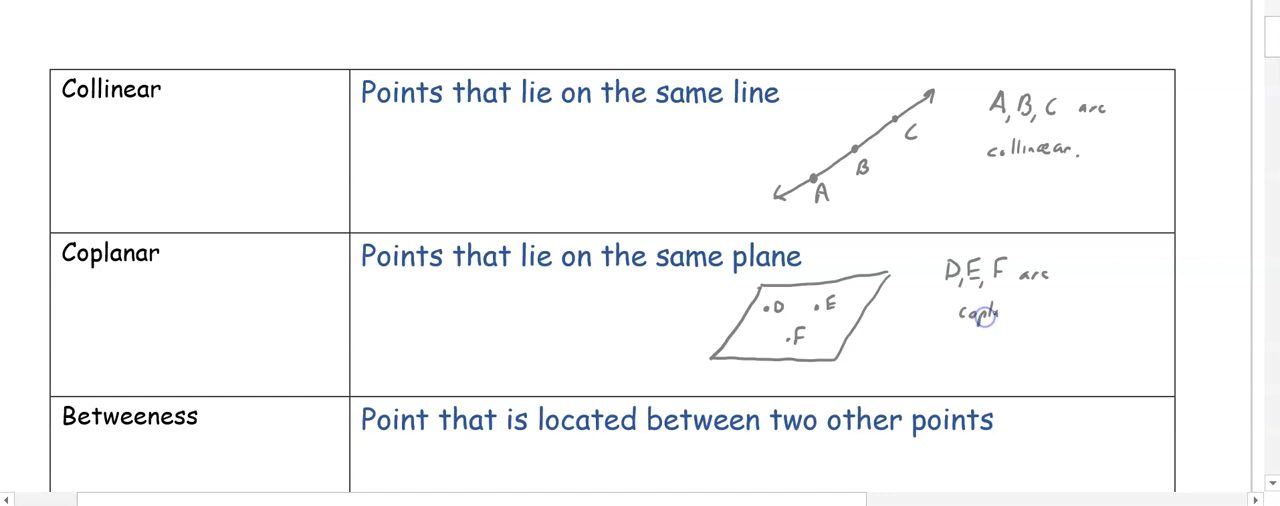 Collinear
Points that lie on the same line
A, B, C are
collinear.
C
B
A
Coplanar
Points that lie on the same plane
D, E, F are
D
E
F
Betweeness
Point that is located between two other points